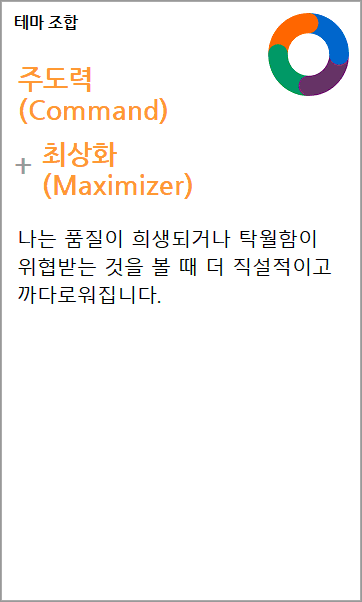 테마 조합
주도력
(Command)
+ 최상화
(Maximizer)
나는 품질이 희생되거나 탁월함이
위협받는 것을 볼 때 더 직설적이고
까다로워집니다.